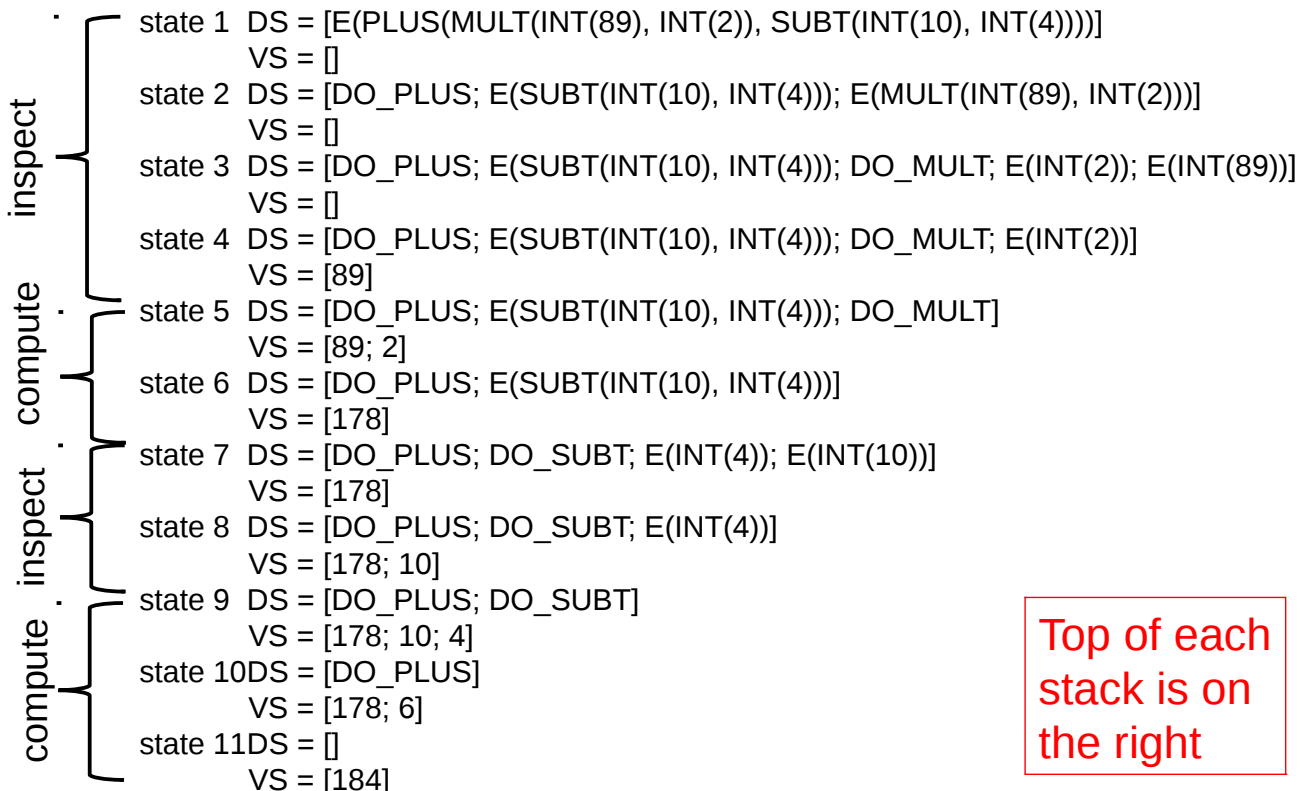 state 1 DS = [E(PLUS(MULT(INT(89), INT(2)), SUBT(INT(10), INT(4))))]
VS = []
state 2 DS = [DO_PLUS; E(SUBT(INT(10), INT(4))); E(MULT(INT(89), INT(2)))]
VS = []
state 3 DS = [DO_PLUS; E(SUBT(INT(10), INT(4))); DO_MULT; E(INT(2)); E(INT(89))]
VS = []
state 4 DS = [DO_PLUS; E(SUBT(INT(10), INT(4))); DO_MULT; E(INT(2))]
VS = [89]
state 5 DS = [DO_PLUS; E(SUBT(INT(10), INT(4))); DO_MULT]
VS = [89; 2]
state 6 DS = [DO_PLUS; E(SUBT(INT(10), INT(4)))]
VS = [178]
state 7 DS = [DO_PLUS; DO_SUBT; E(INT(4)); E(INT(10))]
VS = [178]
state 8 DS = [DO_PLUS; DO_SUBT; E(INT(4))]
VS = [178; 10]
state 9 DS = [DO_PLUS; DO_SUBT]
VS = [178; 10; 4]
state 10DS = [DO_PLUS]
VS = [178; 6]
state 11DS = []
VS = [184]
inspect
compute
inspect
compute
Top of each
stack is on
the right